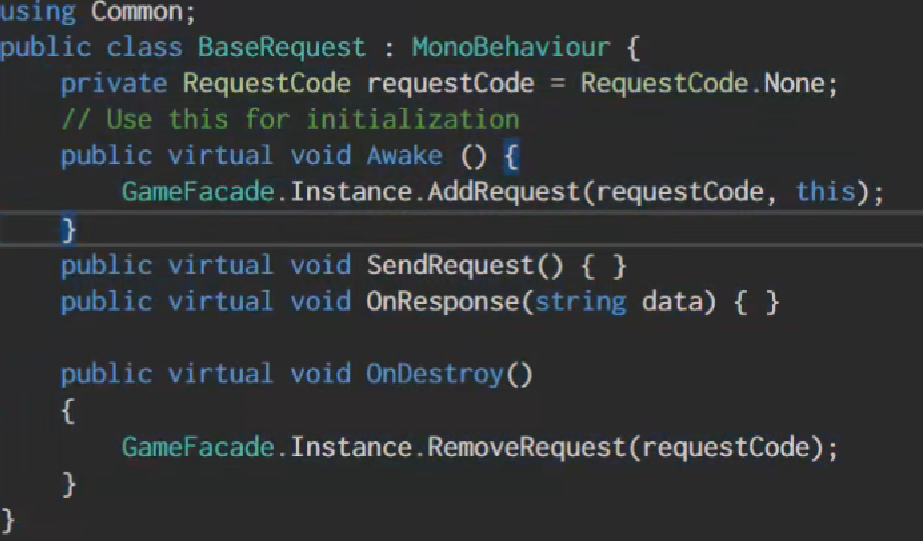 using Common;
public class BaseRequest : MonoBehaviour {
    private RequestCode requestCode = RequestCode.None;
    // Use this for initialization
    public virtual void Awake () {
        GameFacade.Instance.AddRequest(requestCode, this);
    }
    public virtual void SendRequest() { }
    public virtual void OnResponse(string data) { }

    public virtual void OnDestroy()
    {
        GameFacade.Instance.RemoveRequest(requestCode);
    }
}